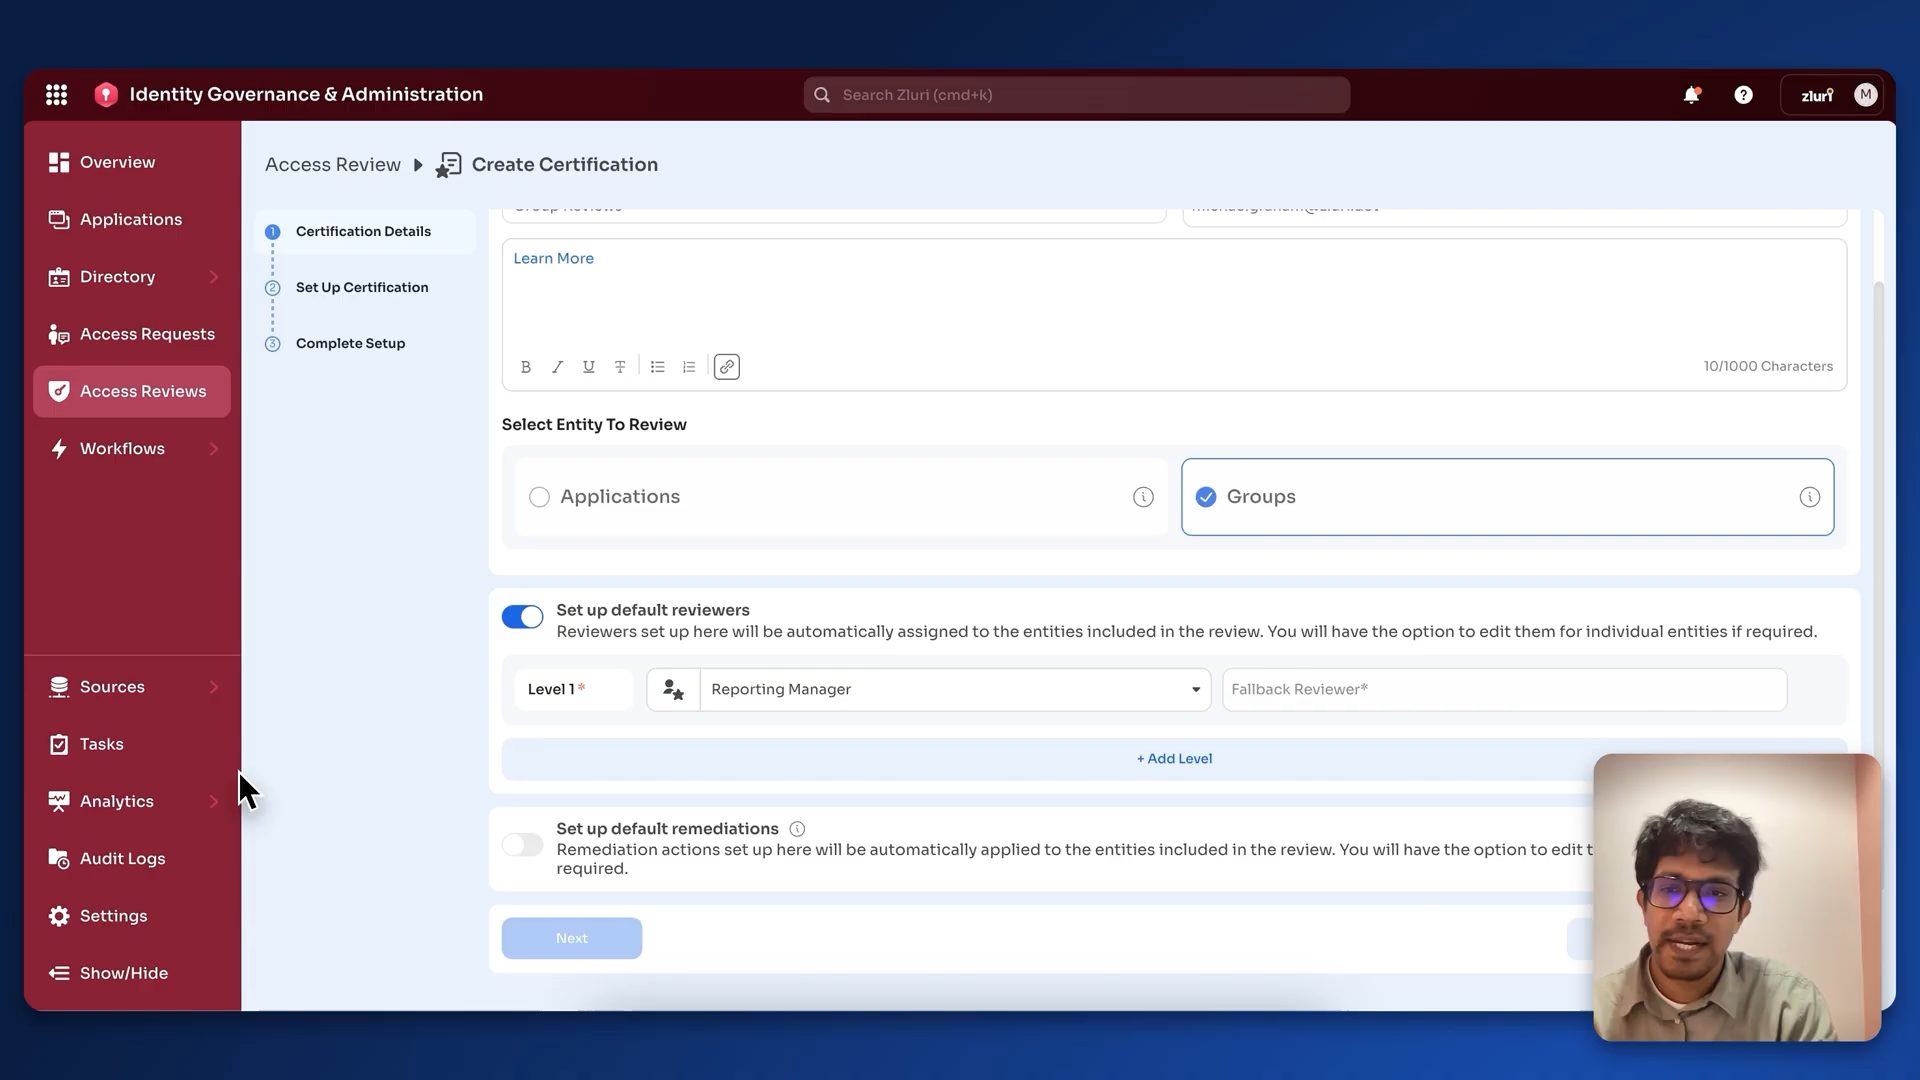 Identity Governance & Administration
Search Zluri (cmd+k)
?
zluri
M
Overview
Applications
Directory
Access Requests
Access Reviews
Workflows
Sources
Tasks
Analytics
Audit Logs
Settings
Show/Hide
Access Review
Create Certification
1
Certification Details
2
Set Up Certification
3
Complete Setup
Learn More
B
I
U
T
10/1000 Characters
Select Entity To Review
Applications
Groups
Set up default reviewers
Reviewers set up here will be automatically assigned to the entities included in the review. You will have the option to edit them for individual entities if required.
Level 1 *
Reporting Manager
Fallback Reviewer*
+ Add Level
Set up default remediations
Remediation actions set up here will be automatically applied to the entities included in the review. You will have the option to edit t
required.
Next